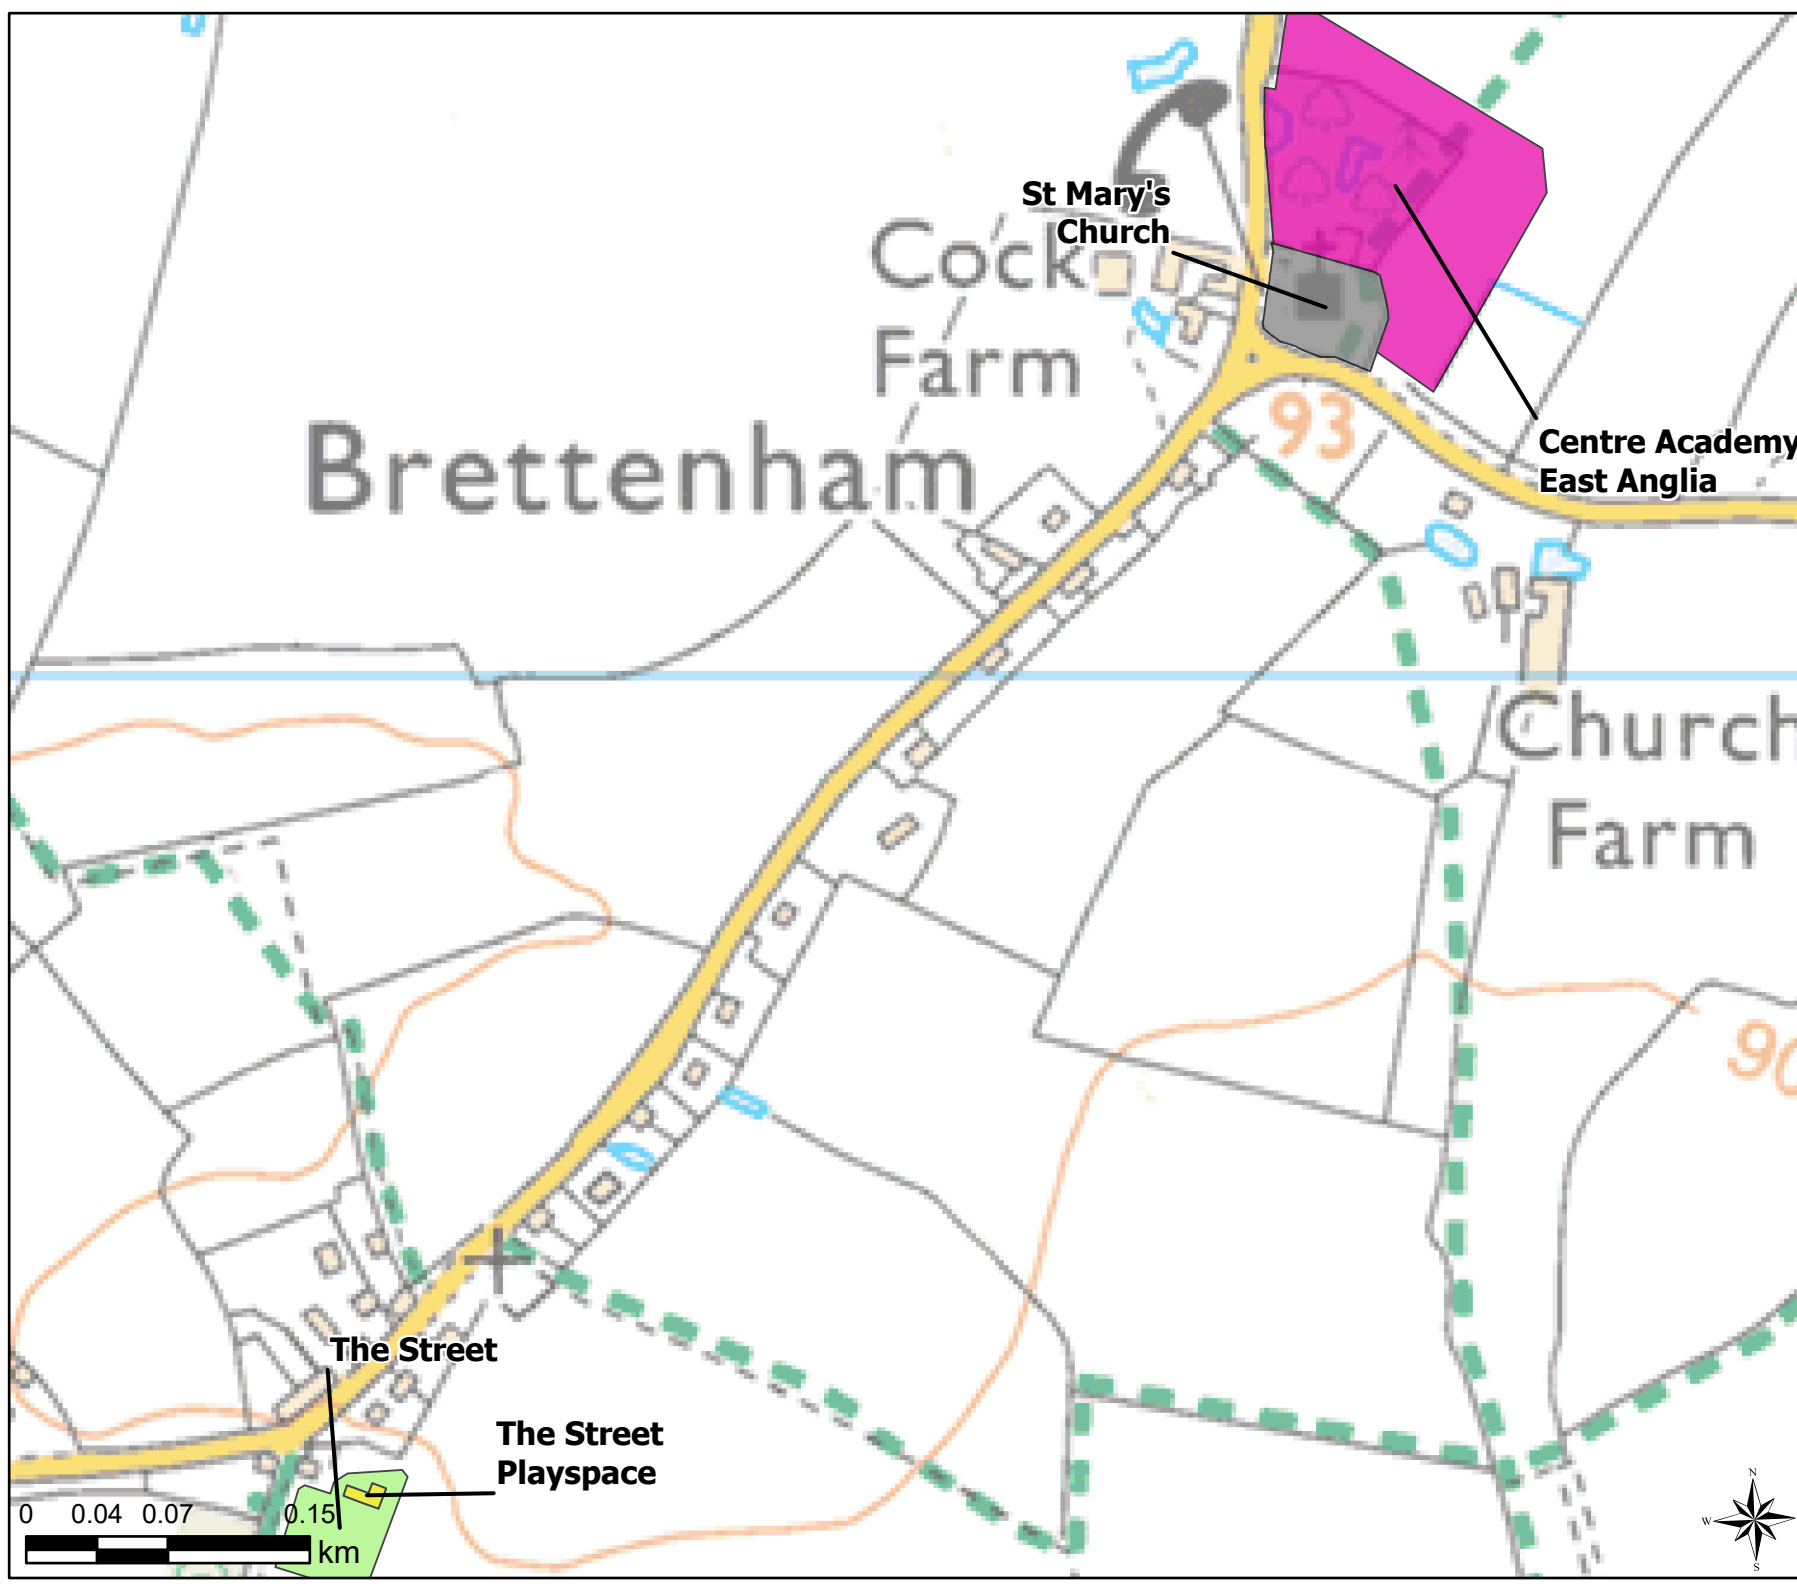 St Mary's
Church
Cock
Farm
93
Centre Academy
East Anglia
Brettenham
Church
Farm
90
The Street
The Street
Playspace
0 0.04 0.07 0.15
km
N
W
S